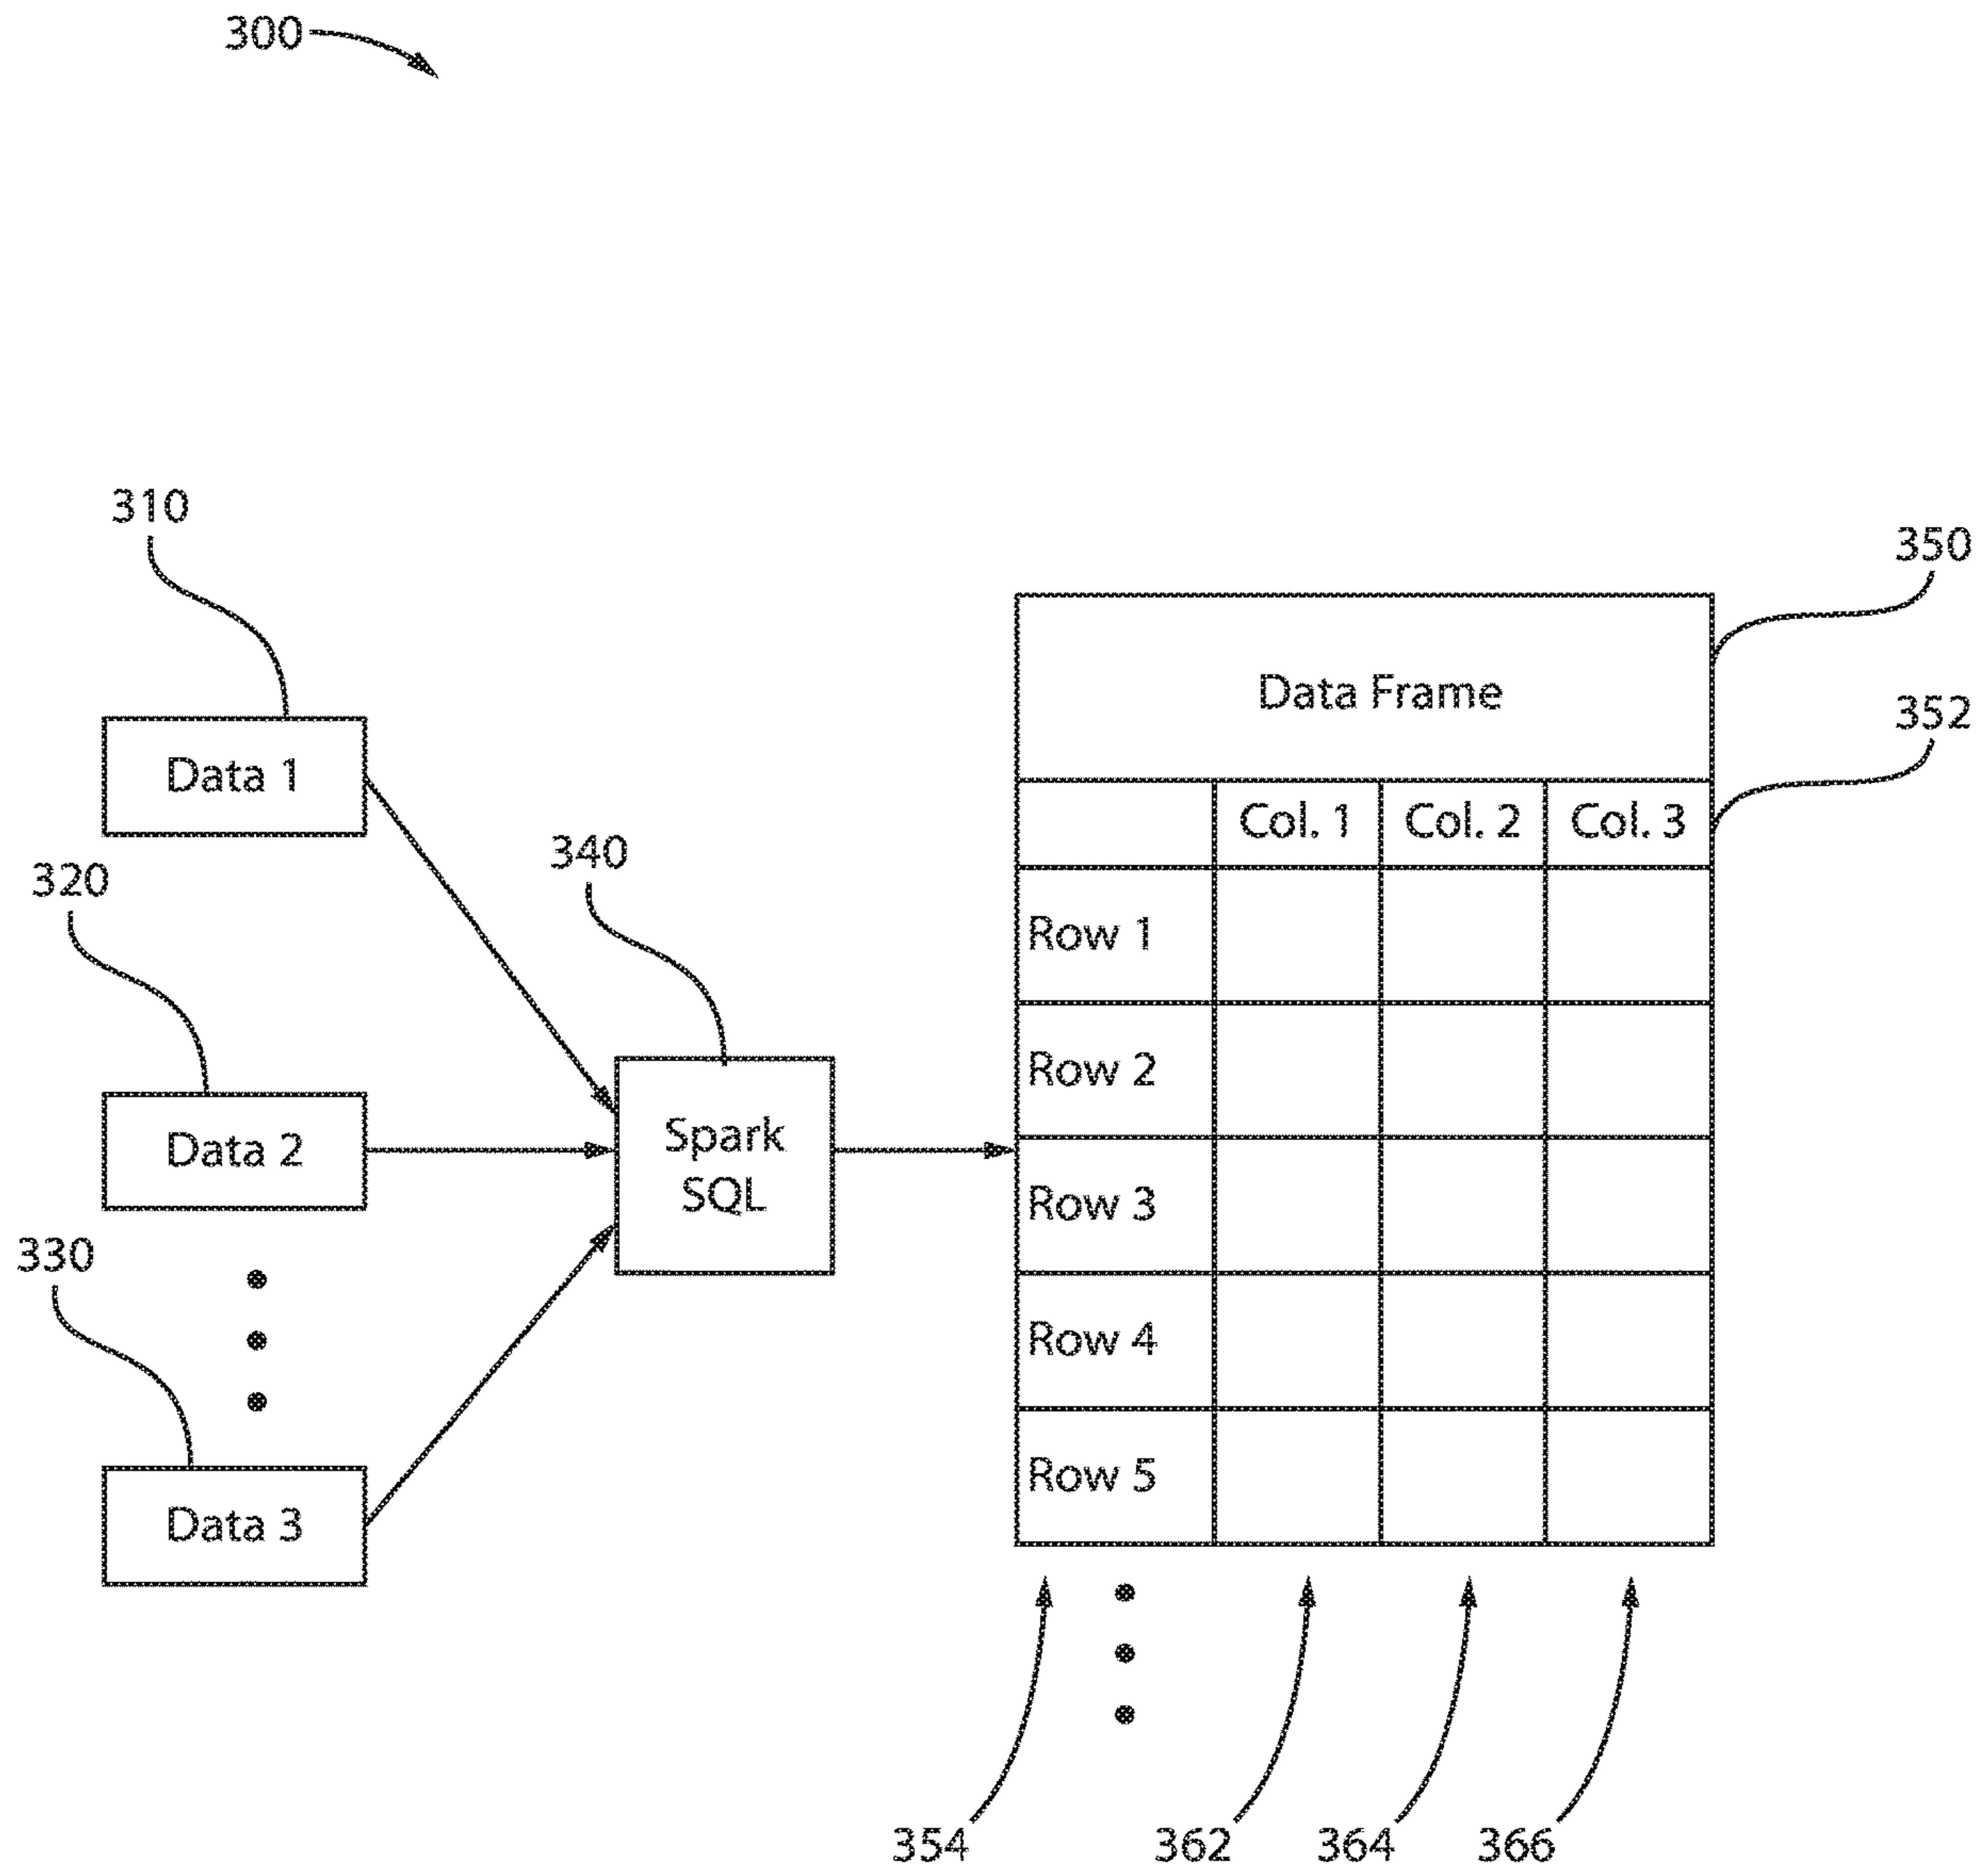 300
310
350
Data Frame
352
Data 1
Col. 1 Col. 2 Col. 3
340
320
Row 1
Row 2
Spark
SQL
Data 2
Row 3
330
Row 4
Row 5
Data 3
354 362 364 366